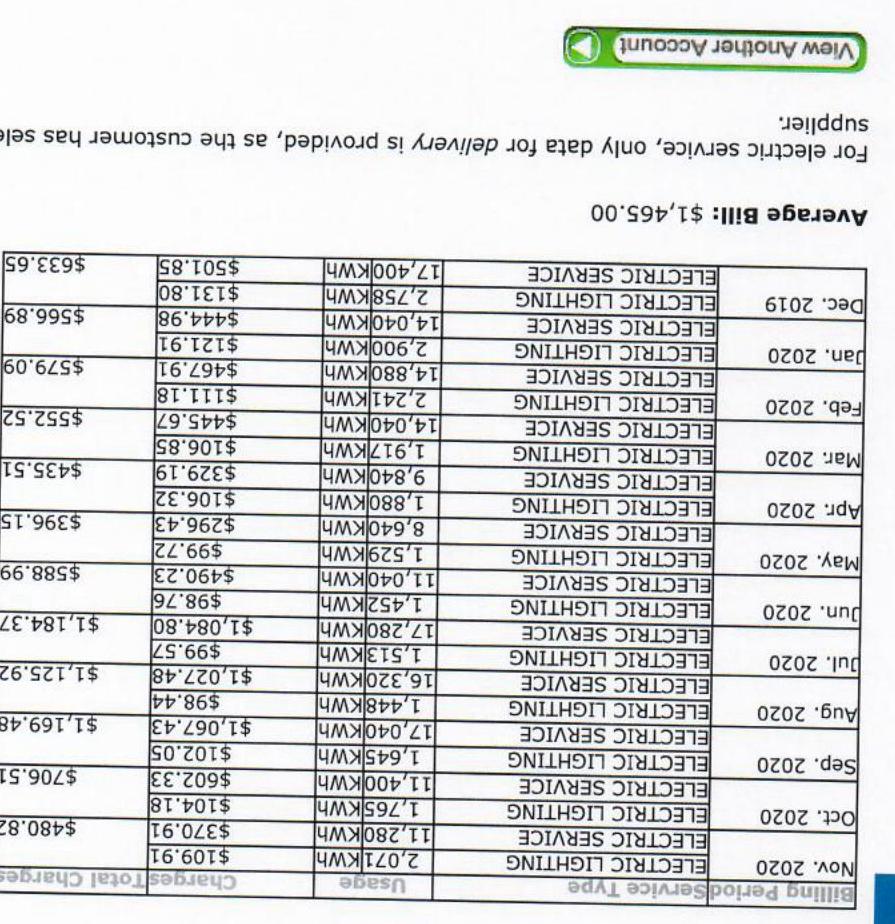 Billing Period Service Type Usage Charges Total Charges
Nov. 2020 ELECTRIC LIGHTING 2,071 KWh $109.91 $480.82
ELECTRIC SERVICE 11,280 KWh $370.91
Oct. 2020 ELECTRIC LIGHTING 1,765 KWh $104.18 $706.51
ELECTRIC SERVICE 11,400 KWh $602.33
Sep. 2020 ELECTRIC LIGHTING 1,645 KWh $102.05 $1,169.48
ELECTRIC SERVICE 17,040 KWh $1,067.43
Aug. 2020 ELECTRIC LIGHTING 1,448 KWh $98.44 $1,125.92
ELECTRIC SERVICE 16,320 KWh $1,027.48
Jul. 2020 ELECTRIC LIGHTING 1,513 KWh $99.57 $1,184.37
ELECTRIC SERVICE 17,280 KWh $1,084.80
Jun. 2020 ELECTRIC LIGHTING 1,452 KWh $98.76 $588.99
ELECTRIC SERVICE 11,040 KWh $490.23
May. 2020 ELECTRIC LIGHTING 1,529 KWh $99.72 $396.15
ELECTRIC SERVICE 8,640 KWh $296.43
Apr. 2020 ELECTRIC LIGHTING 1,880 KWh $106.32 $435.51
ELECTRIC SERVICE 9,840 KWh $329.19
Mar. 2020 ELECTRIC LIGHTING 1,917 KWh $106.85 $552.52
ELECTRIC SERVICE 14,040 KWh $445.67
Feb. 2020 ELECTRIC LIGHTING 2,241 KWh $111.18 $579.09
ELECTRIC SERVICE 14,880 KWh $467.91
Jan. 2020 ELECTRIC LIGHTING 2,900 KWh $121.91 $566.89
ELECTRIC SERVICE 14,040 KWh $444.98
Dec. 2019 ELECTRIC LIGHTING 2,758 KWh $131.80 $633.65
ELECTRIC SERVICE 17,400 KWh $501.85
Average Bill: $1,465.00
For electric service, only data for delivery is provided, as the customer has sele
supplier.
View Another Account